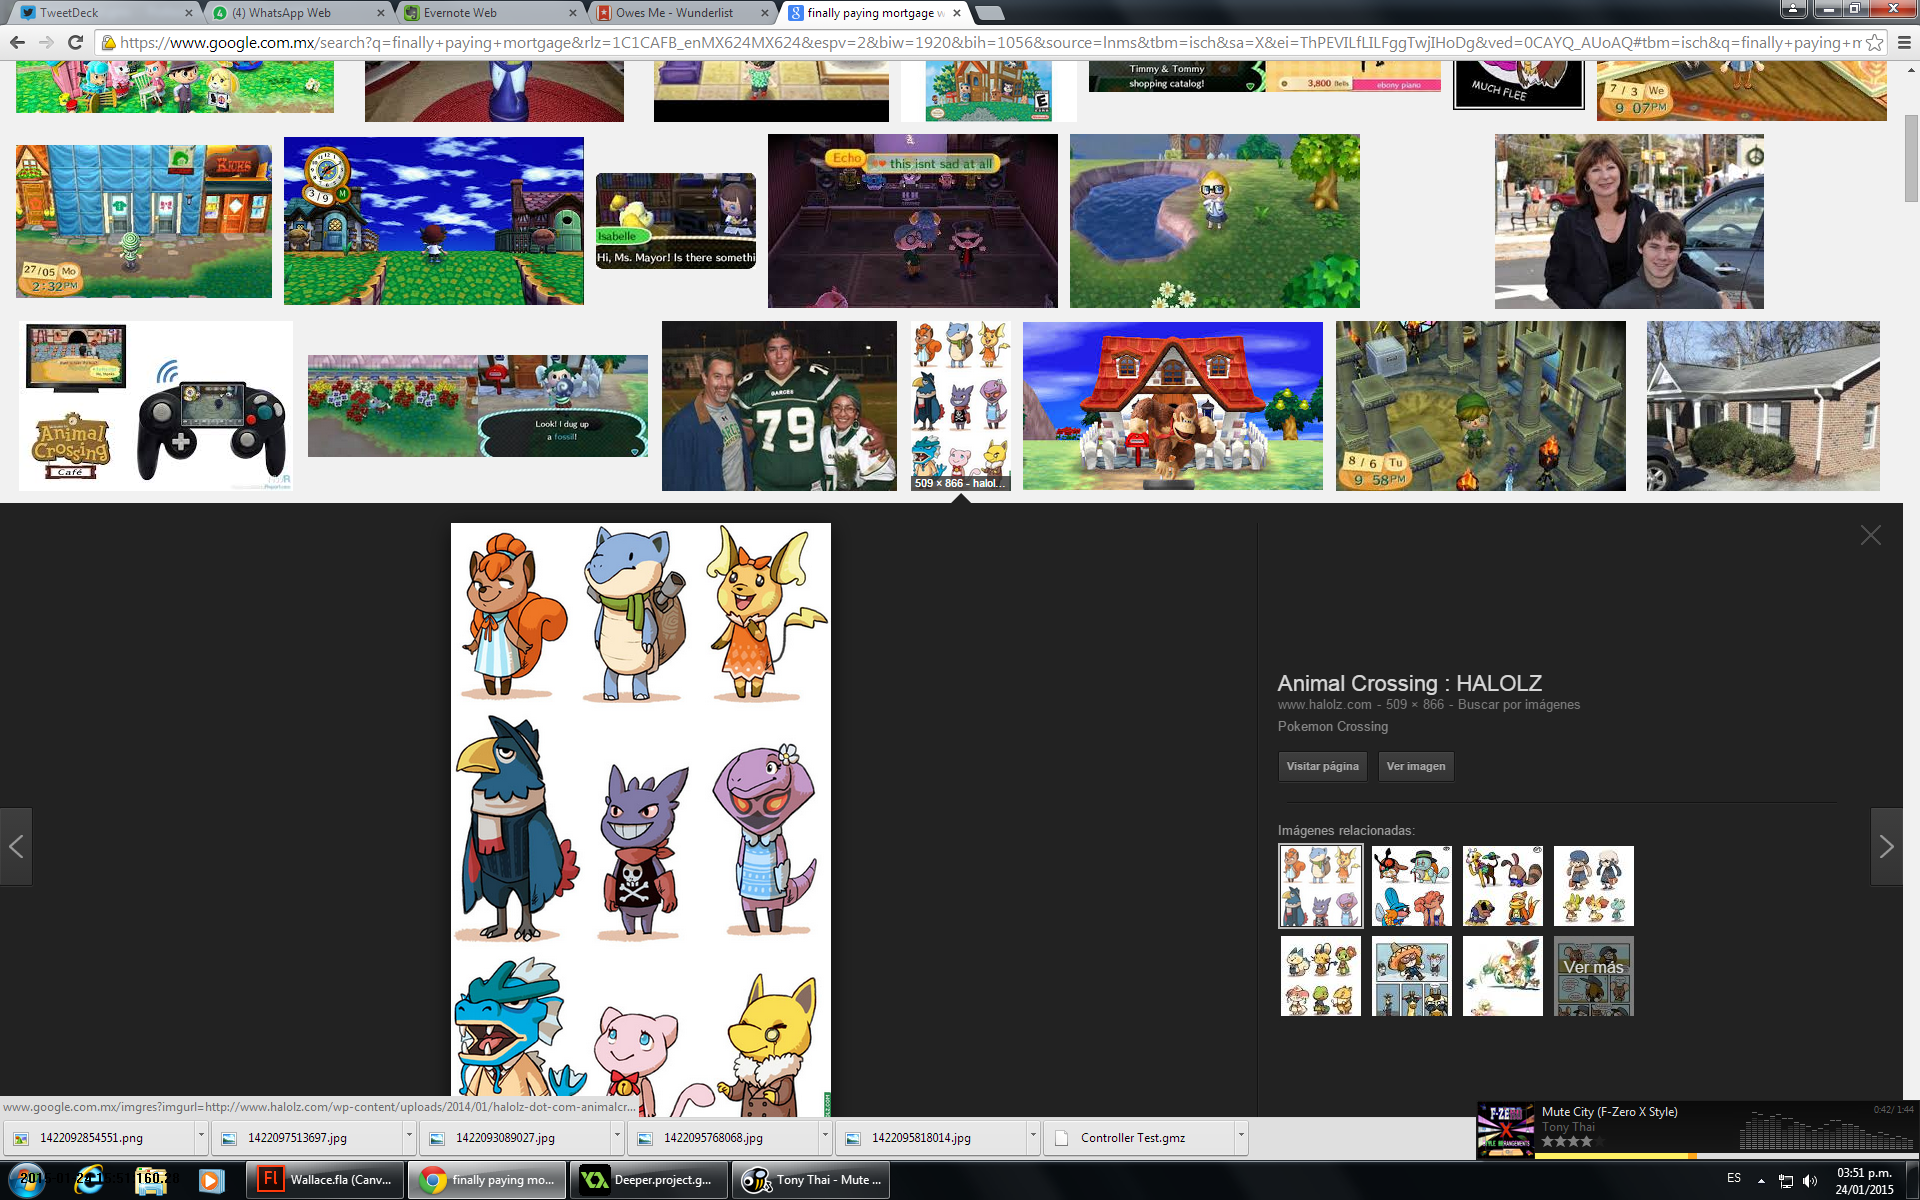 TweetDeck
(4) WhatsApp Web
Evernote Web
Owes Me - Wunderlist
finally paying mortgage w
https://www.google.com.mx/search?q=finally+paying+mortgage&rlz=1C1CAFB_enMX624MX624&espv=2&biw=1920&bih=1056&source=lnms&tbm=isch&sa=X&ei=ThPEVILfLILFggTwjIHoDg&ved=0CAYQ_AUoAQ#tbm=isch&q=finally+paying+m
Timmy & Tommy
shopping catalog!
3,800 Bells
ebony piano
MUCH FLEE
7 / 3 We
9 07PM
27/05 Mo
2:32PM
3/9
M
Isabelle
Hi, Ms. Mayor! Is there somethi
Echo
this isnt sad at all
Animal
Crossing
Café
Look! I dug up
a fossil!
GARCES
79
509 × 866 - halol...
8 / 6 Tu
9 58PM
Animal Crossing : HALOLZ
www.halolz.com - 509 × 866 - Buscar por imágenes
Pokemon Crossing
Visitar página
Ver imagen
Imágenes relacionadas:
Ver más
www.google.com.mx/imgres?imgurl=http://www.halolz.com/wp-content/uploads/2014/01/halolz-dot-com-animalcr...
1422092854551.png
1422097513697.jpg
1422093089027.jpg
1422095768068.jpg
1422095818014.jpg
Controller Test.gmz
F-ZERO
X
Mute City (F-Zero X Style)
Tony Thai
0:42/ 1:44
Wallace.fla (Canv...
finally paying mo...
Deeper.project.g...
Tony Thai - Mute ...
ES
03:51 p.m.
24/01/2015